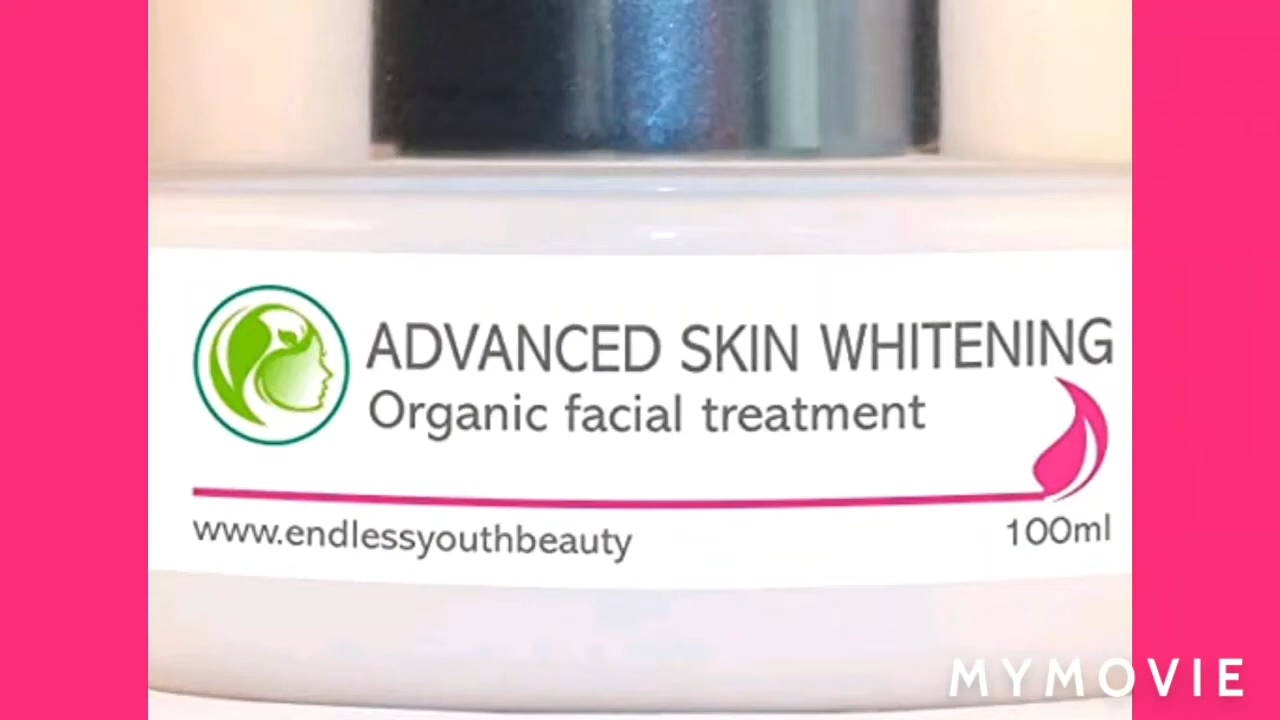 ADVANCED SKIN WHITENING
Organic facial treatment
www.endlessyouthbeauty
100ml
MYMOVIE